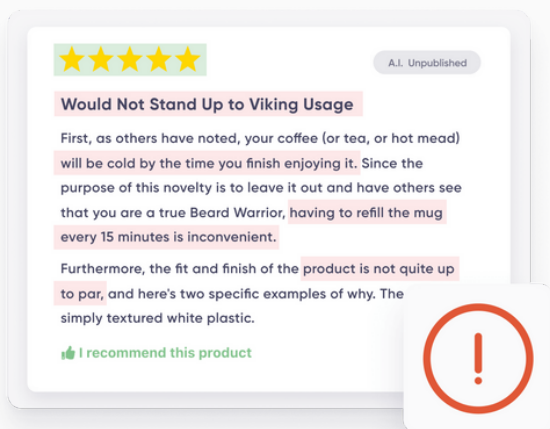 A.I. Unpublished
Would Not Stand Up to Viking Usage
First, as others have noted, your coffee (or tea, or hot mead)
will be cold by the time you finish enjoying it. Since the
purpose of this novelty is to leave it out and have others see
that you are a true Beard Warrior, having to refill the mug
every 15 minutes is inconvenient.
Furthermore, the fit and finish of the product is not quite up
to par, and here's two specific examples of why. The
simply textured white plastic.
I recommend this product